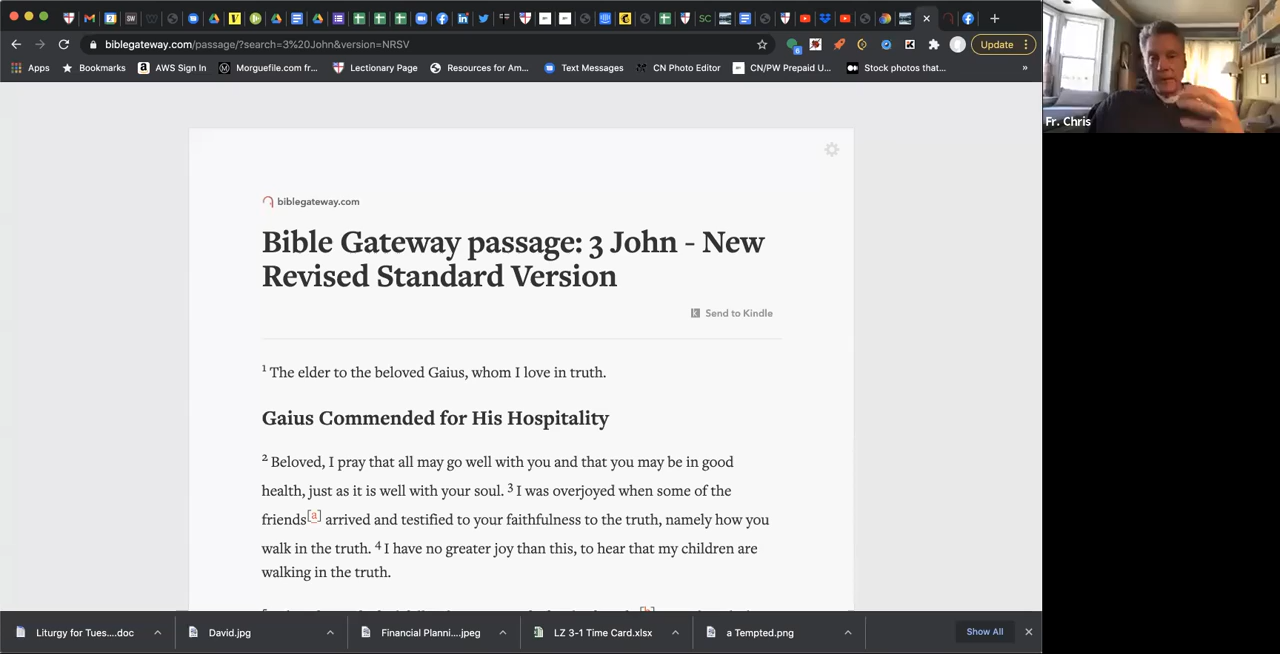 biblegateway.com/passage/?search=3%20John&version=NRSV
Update
Apps
Bookmarks
AWS Sign In
Morguefile.com fr...
Lectionary Page
Resources for Am...
Text Messages
CN Photo Editor
CN/PW Prepaid U...
Stock photos that...
»
Fr. Chris
biblegateway.com
Bible Gateway passage: 3 John - New
Revised Standard Version
Send to Kindle
1 The elder to the beloved Gaius, whom I love in truth.
Gaius Commended for His Hospitality
2 Beloved, I pray that all may go well with you and that you may be in good
health, just as it is well with your soul. 3 I was overjoyed when some of the
friends[a] arrived and testified to your faithfulness to the truth, namely how you
walk in the truth. 4 I have no greater joy than this, to hear that my children are
walking in the truth.
Liturgy for Tues....doc
David.jpg
Financial Planni....jpeg
LZ 3-1 Time Card.xlsx
a Tempted.png
Show All